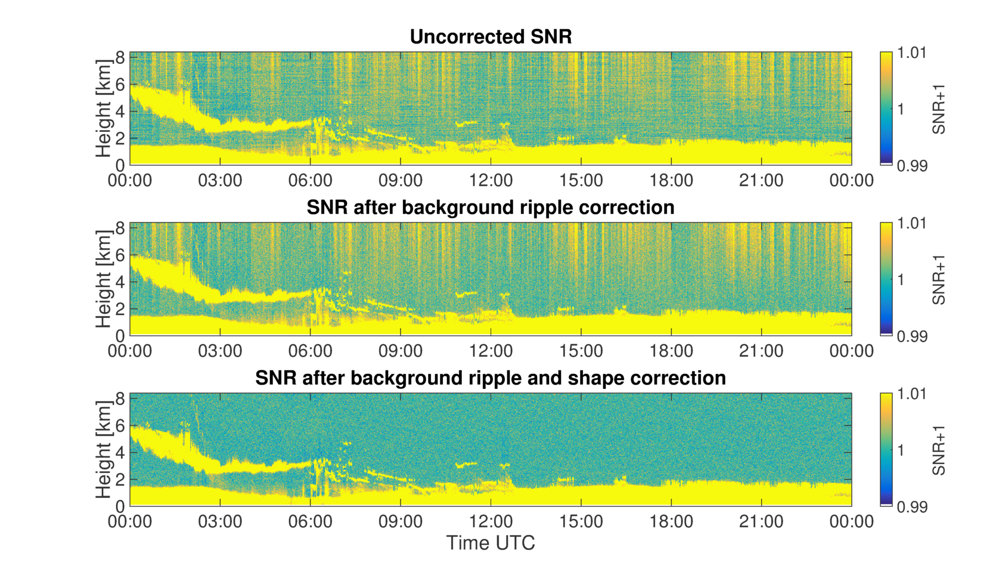 Uncorrected SNR
8
6
4
2
0
Height [km]
00:00 03:00 06:00 09:00 12:00 15:00 18:00 21:00 00:00
1.01
1
0.99
SNR+1
SNR after background ripple correction
8
6
4
2
0
Height [km]
00:00 03:00 06:00 09:00 12:00 15:00 18:00 21:00 00:00
1.01
1
0.99
SNR+1
SNR after background ripple and shape correction
8
6
4
2
0
Height [km]
00:00 03:00 06:00 09:00 12:00 15:00 18:00 21:00 00:00
Time UTC
1.01
1
0.99
SNR+1